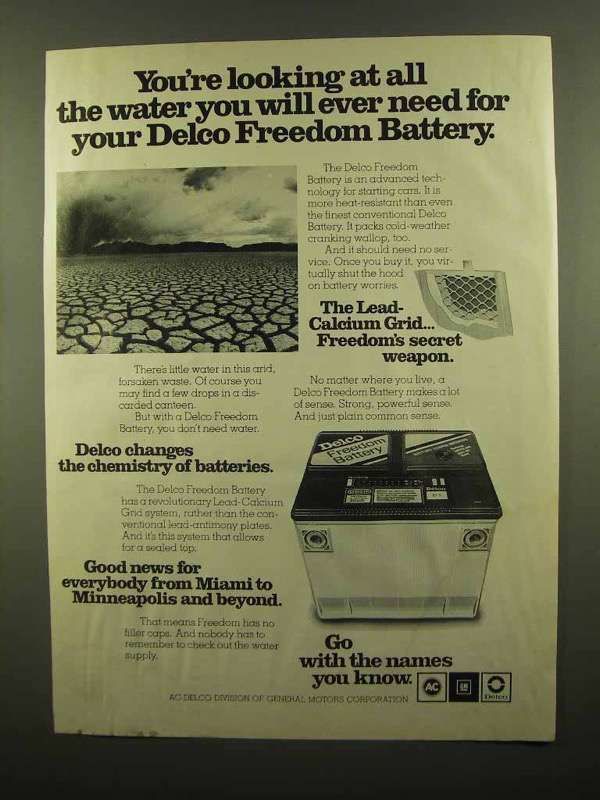 You're looking at all
the water you will ever need for
your Delco Freedom Battery.
The Delco Freedom
Battery is an advanced tech-
nology for starting cars. It is
more heat-resistant than even
the finest conventional Delco
Battery. It packs cold-weather
cranking wallop, too.
And it should need no ser-
vice. Once you buy it, you vir-
tually shut the hood
on battery worries.
The Lead-
Calcium Grid...
Freedom's secret
weapon.
There's little water in this arid,
forsaken waste. Of course you
may find a few drops in a dis-
carded canteen.
But with a Delco Freedom
Battery, you don't need water.
Delco changes
the chemistry of batteries.
The Delco Freedom Battery
has a revolutionary Lead-Calcium
Grid system, rather than the con-
ventional lead-antimony plates.
And it's this system that allows
for a sealed top.
Good news for
everybody from Miami to
Minneapolis and beyond.
That means Freedom has no
filler caps. And nobody has to
remember to check out the water
supply.
No matter where you live, a
Delco Freedom Battery makes a lot
of sense. Strong, powerful sense.
And just plain common sense.
Delco
Freedom
Battery
Delco
Go
with the names
you know.
AC
GM
Delco
AC-DELCO DIVISION OF GENERAL MOTORS CORPORATION